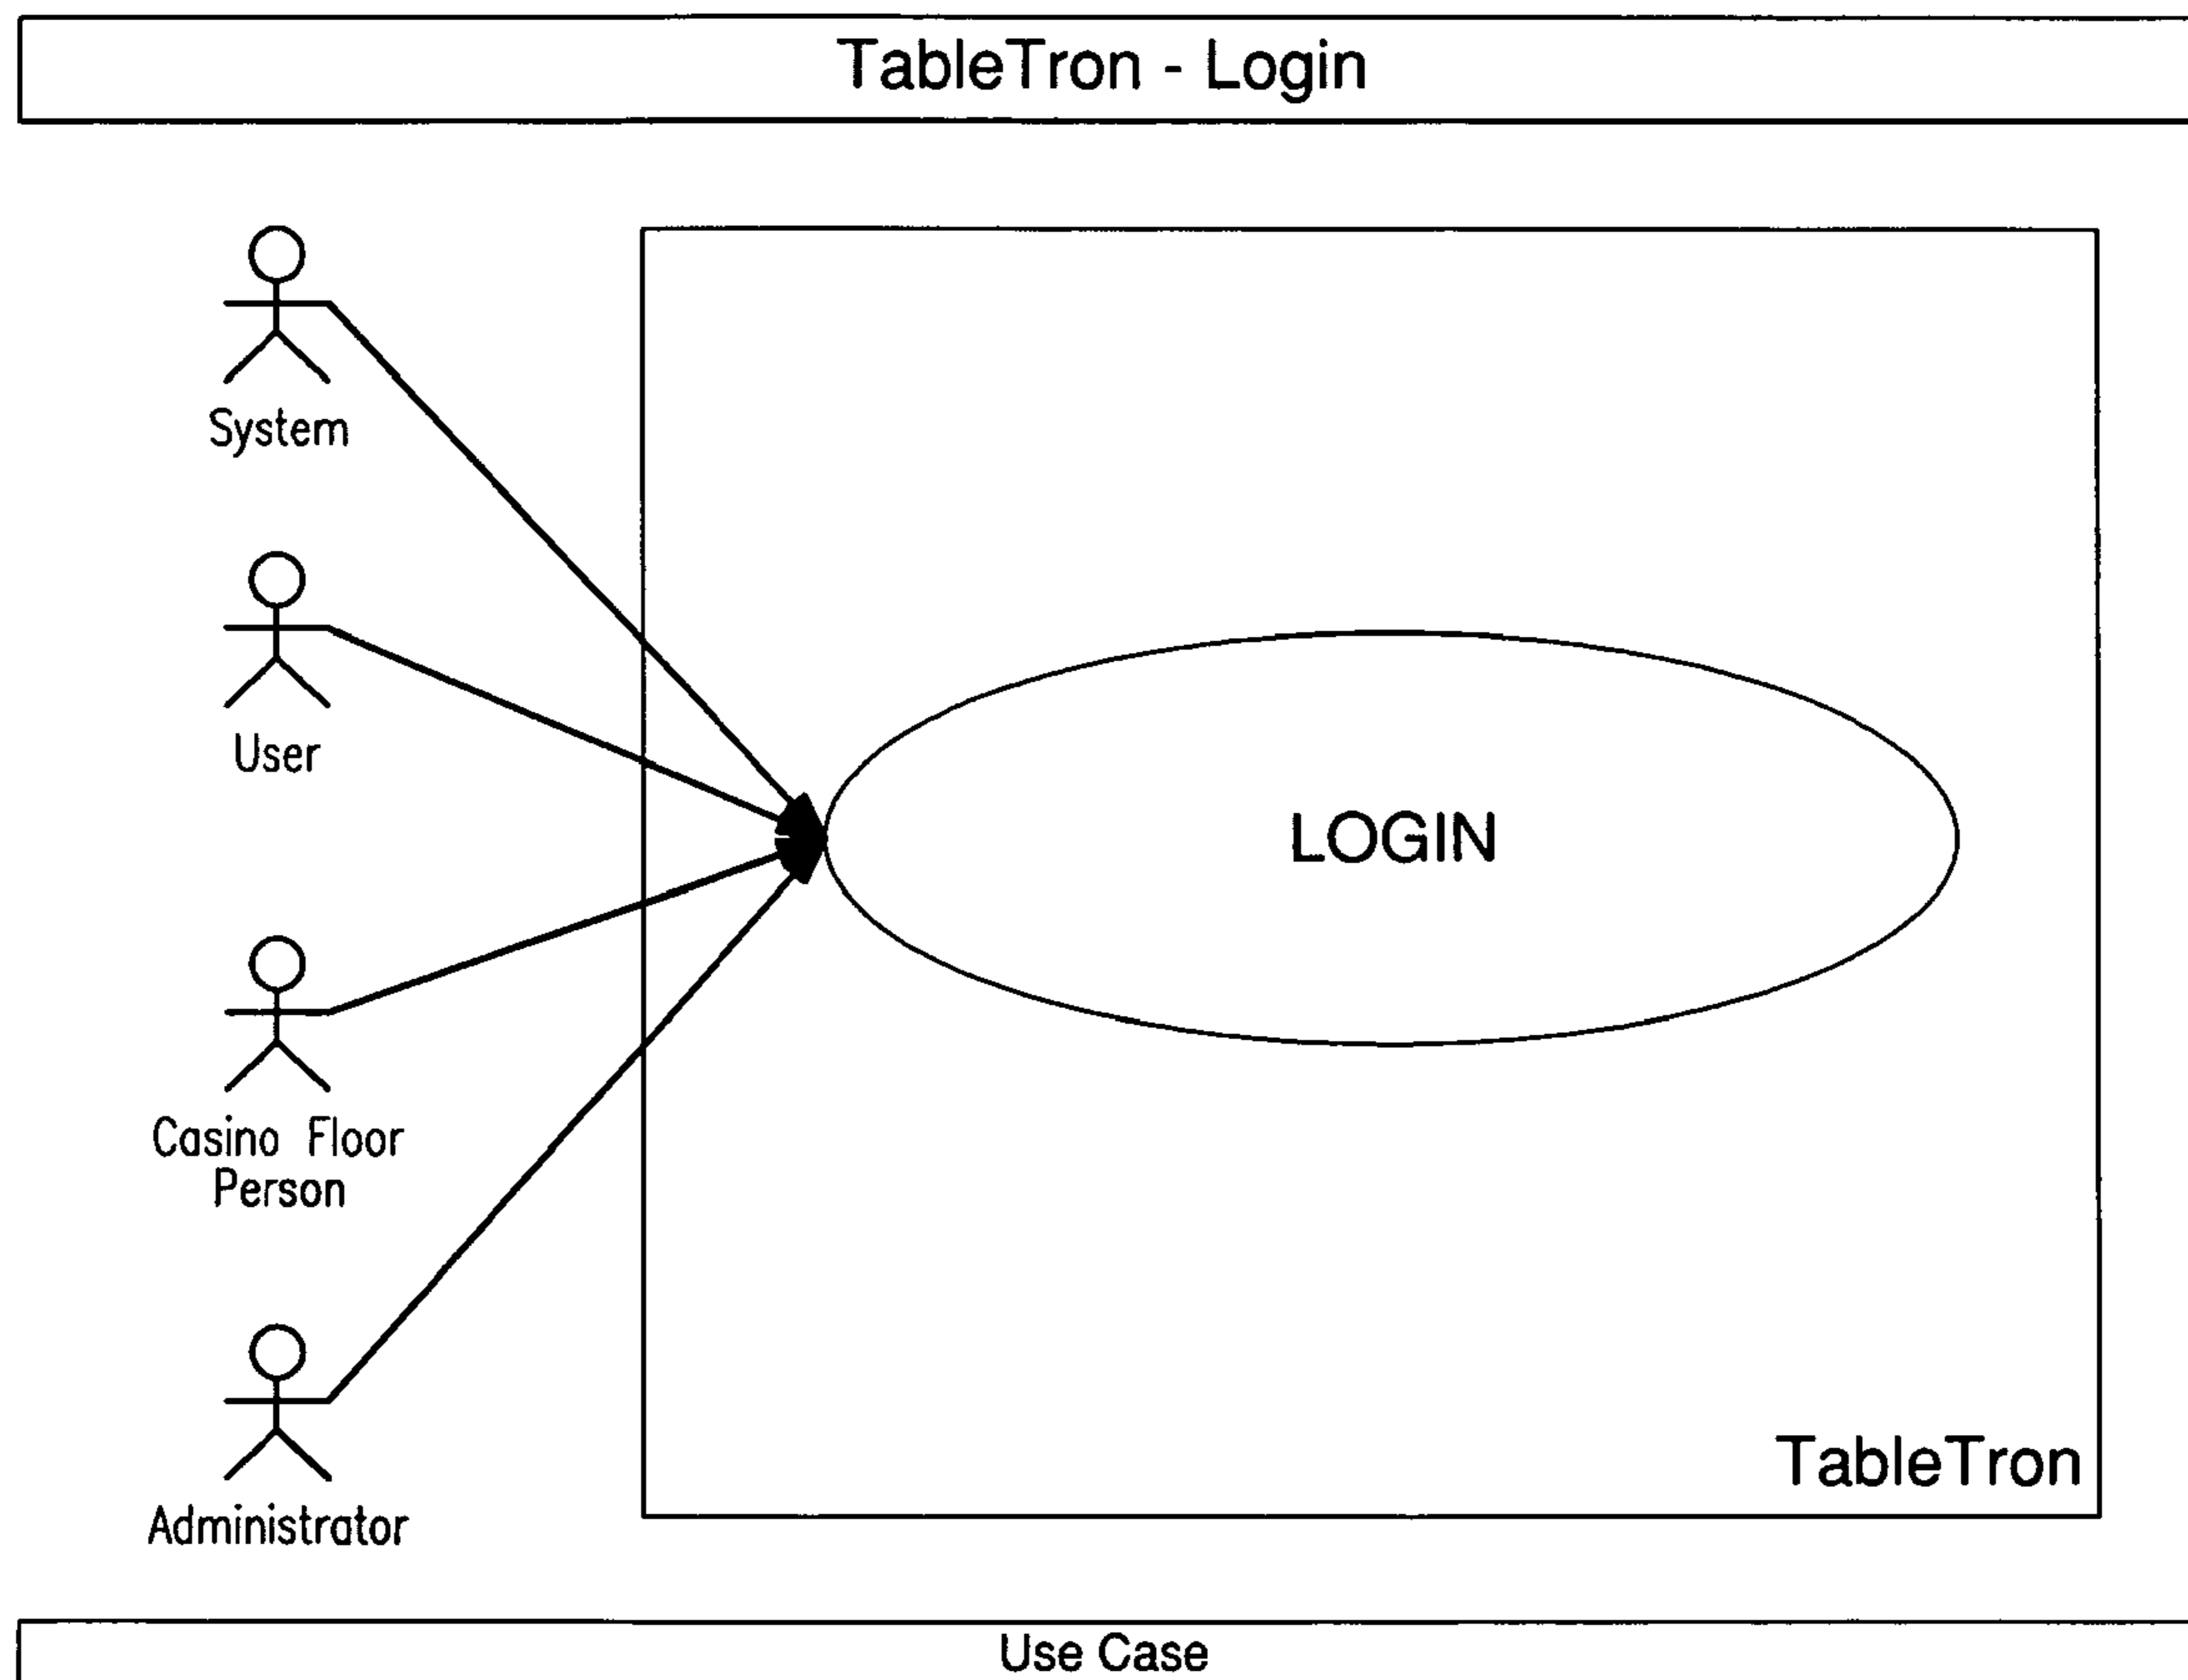 TableTron - Login
System
User
LOGIN
Casino Floor
Person
TableTron
Administrator
Use Case